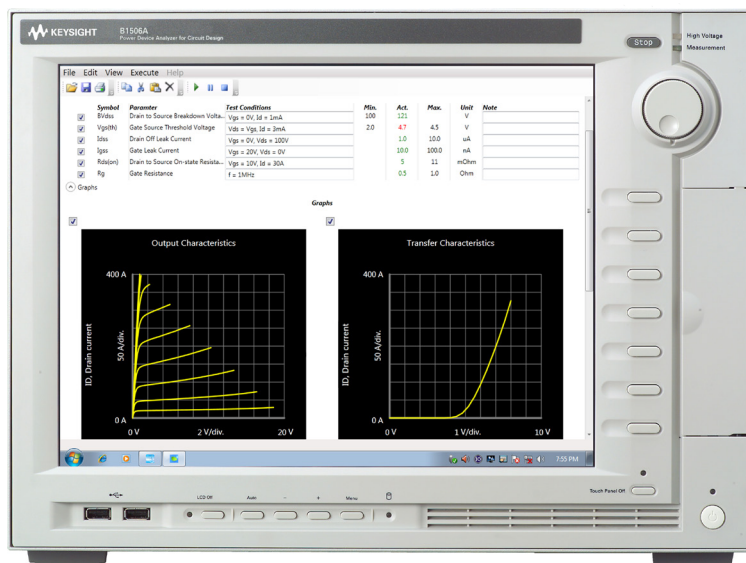 KEYSIGHT B1506A
Power Device Analyzer for Circuit Design
Stop
High Voltage
Measurement
File Edit View Execute Help
Symbol Paramter Test Conditions Min. Act. Max. Unit Note
BVdss Drain to Source Breakdown Volta... Vgs = 0V, Id = 1mA 100 121 V
Vgs(th) Gate Source Threshold Voltage Vds = Vgs, Id = 3mA 2.0 4.7 4.5 V
Idss Drain Off Leak Current Vgs = 0V, Vds = 100V 1.0 10.0 uA
Igss Gate Leak Current Vgs = 20V, Vds = 0V 10.0 100.0 nA
Rds(on) Drain to Source On-state Resista... Vgs = 10V, Id = 30A 5 11 mOhm
Rg Gate Resistance f = 1MHz 0.5 1.0 Ohm
Graphs
Graphs
Output Characteristics
400 A
ID, Drain current
50 A/div.
0 A
0 V 2 V/div. 20 V
Transfer Characteristics
400 A
ID, Drain current
50 A/div.
0 A
0 V 1 V/div. 10 V
7:55 PM
Touch Panel Off
LCD Off Auto - + Menu